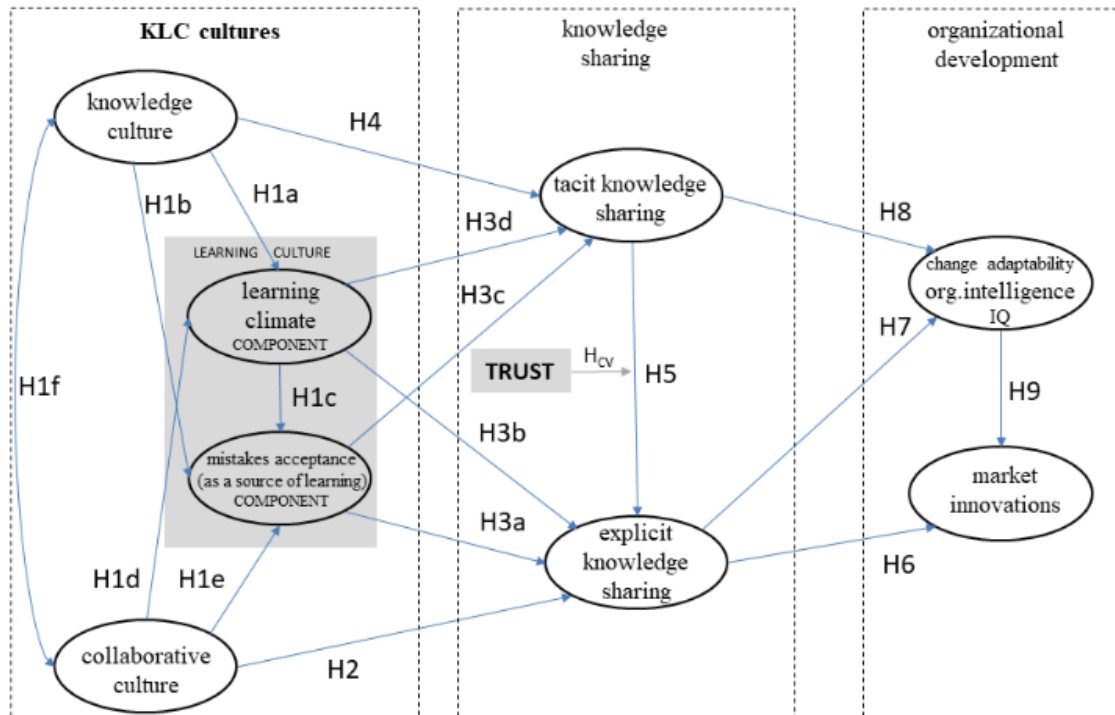 KLC cultures
knowledge
sharing
organizational
development
knowledge
culture
H4
H1a
H1b
tacit knowledge
sharing
H8
H3d
LEARNING CULTURE
learning
climate
COMPONENT
H3c
change adaptability
org.intelligence
IQ
H7
H1f
TRUST
HCV
H5
H1c
H9
H3b
mistakes acceptance
(as a source of learning)
COMPONENT
market
innovations
H3a
explicit
knowledge
sharing
H6
H1d
H1e
H2
collaborative
culture